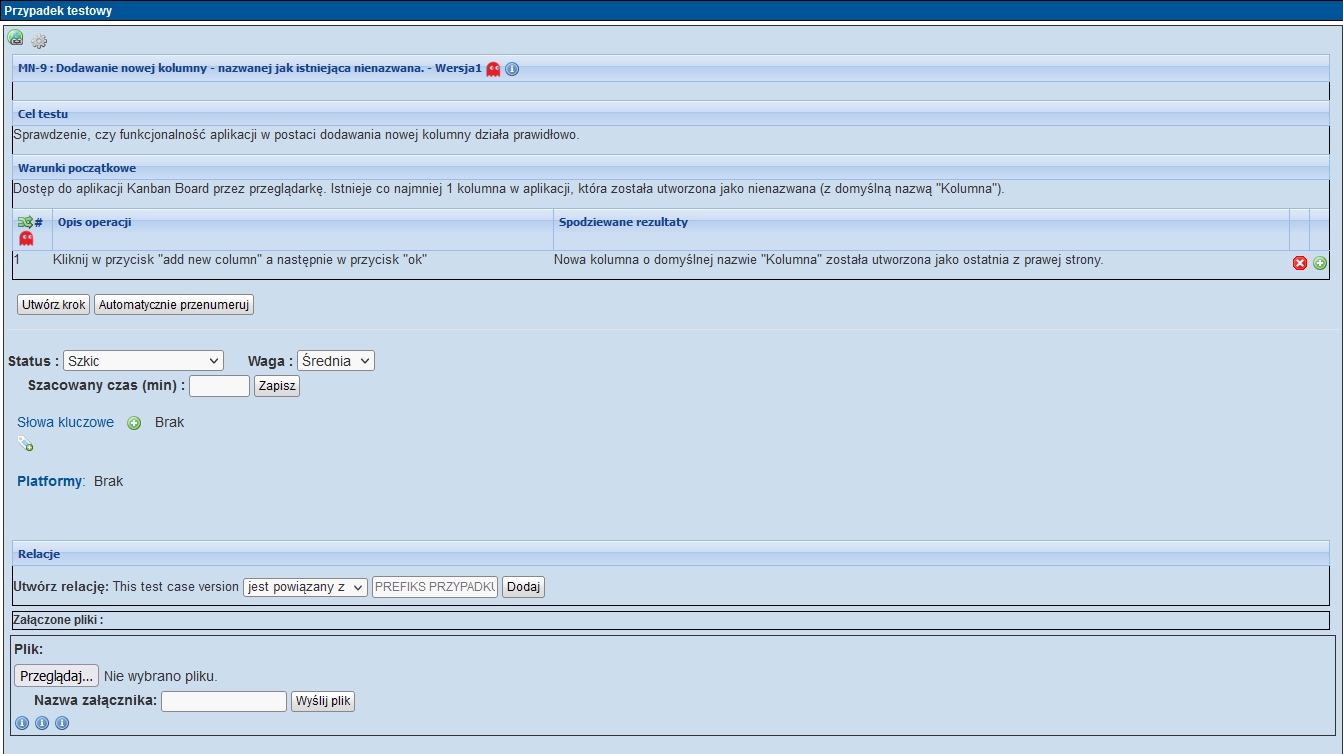 Przypadek testowy
MN-9 : Dodawanie nowej kolumny - nazwanej jak istniejąca nienazwana. - Wersja1
Cel testu
Sprawdzenie, czy funkcjonalność aplikacji w postaci dodawania nowej kolumny działa prawidłowo.
Warunki początkowe
Dostęp do aplikacji Kanban Board przez przeglądarkę. Istnieje co najmniej 1 kolumna w aplikacji, która została utworzona jako nienazwana (z domyślną nazwą "Kolumna").
# Opis operacji Spodziewane rezultaty
1 Kliknij w przycisk "add new column" a następnie w przycisk "ok" Nowa kolumna o domyślnej nazwie "Kolumna" została utworzona jako ostatnia z prawej strony.
Utwórz krok Automatycznie przenumeruj
Status : Szkic Waga : Średnia
Szacowany czas (min) : Zapisz
Słowa kluczowe Brak
Platformy: Brak
Relacje
Utwórz relację: This test case version jest powiązany z PREFIKS PRZYPADKU Dodaj
Załączone pliki :
Plik:
Przeglądaj... Nie wybrano pliku.
Nazwa załącznika: Wyślij plik